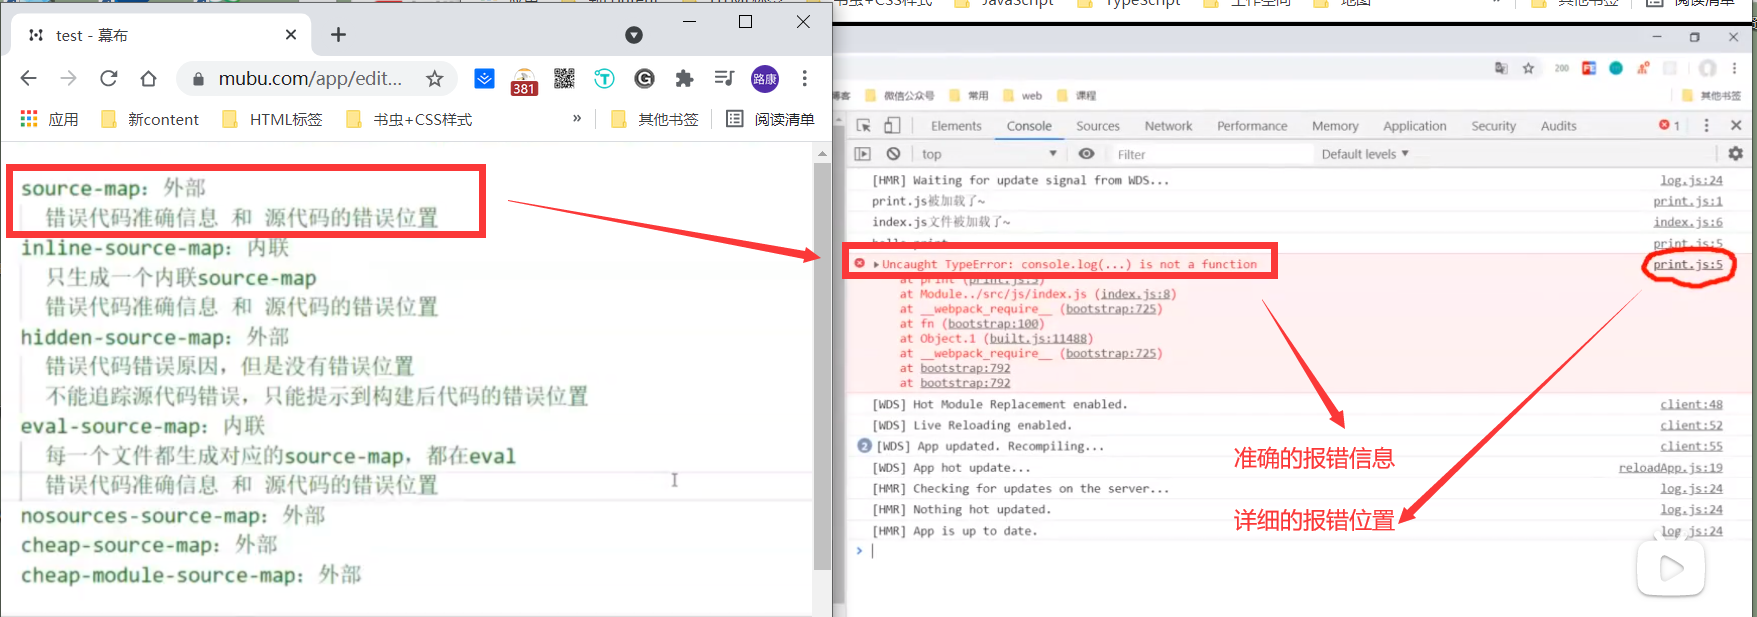 test - 幕布
mubu.com/app/edit...
381
路康
应用
新content
HTML标签
书虫+CSS样式
»
其他书签
阅读清单
source-map：外部
错误代码准确信息 和 源代码的错误位置
inline-source-map：内联
只生成一个内联source-map
错误代码准确信息 和 源代码的错误位置
hidden-source-map：外部
错误代码错误原因，但是没有错误位置
不能追踪源代码错误，只能提示到构建后代码的错误位置
eval-source-map：内联
每一个文件都生成对应的source-map，都在eval
错误代码准确信息 和 源代码的错误位置
nosources-source-map：外部
cheap-source-map：外部
cheap-module-source-map：外部
书虫+CSS样式
JavaScript
TypeScript
工作空间
地图
其他书签
阅读清单
200
博客
微信公众号
常用
web
课程
其他书签
Elements Console Sources Network Performance Memory Application Security Audits
1
top
Filter
Default levels
[HMR] Waiting for update signal from WDS... log.js:24
print.js被加载了~ print.js:1
index.js文件被加载了~ index.js:6
hello print print.js:5
Uncaught TypeError: console.log(...) is not a function print.js:5
at print (print.js:5)
at Module../src/js/index.js (index.js:8)
at __webpack_require__ (bootstrap:725)
at fn (bootstrap:100)
at Object.1 (built.js:11488)
at __webpack_require__ (bootstrap:725)
at bootstrap:792
at bootstrap:792
[WDS] Hot Module Replacement enabled. client:48
[WDS] Live Reloading enabled. client:52
2 [WDS] App updated. Recompiling... client:55
[WDS] App hot update... reloadApp.js:19
[HMR] Checking for updates on the server... log.js:24
[HMR] Nothing hot updated. log.js:24
[HMR] App is up to date. log.js:24
准确的报错信息
详细的报错位置